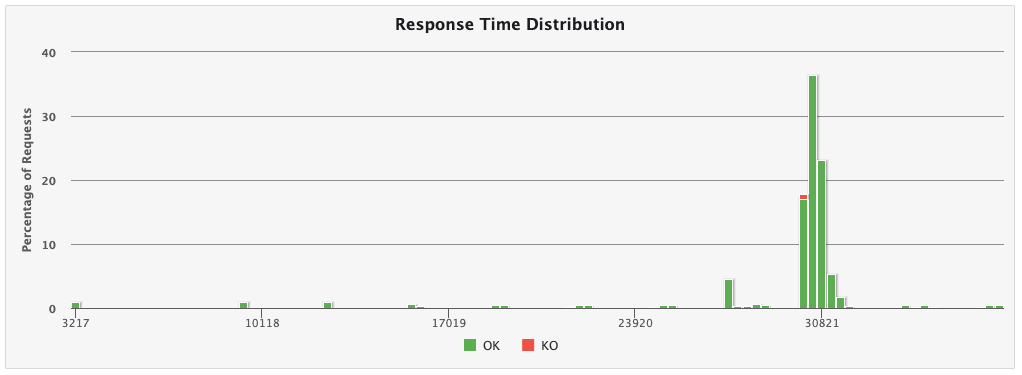 Response Time Distribution
Percentage of Requests
40
30
20
10
0
3217 10118 17019 23920 30821
OK KO